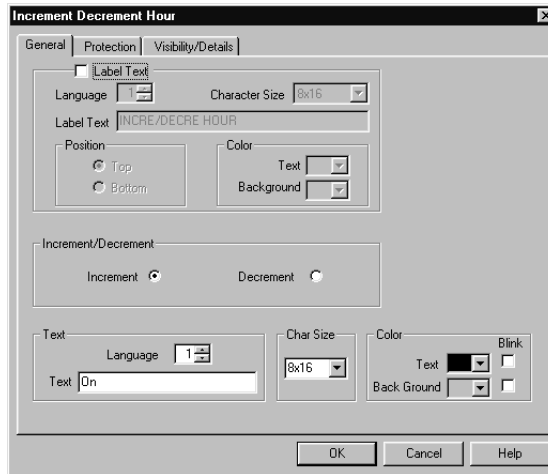 Increment Decrement Hour
General Protection Visibility/Details
Label Text
Language 1 Character Size 8x16
Label Text INCRE/DECRE HOUR
Position Color
Top Text
Bottom Background
Increment/Decrement
Increment Decrement
Text Char Size Color Blink
Language 1 8x16 Text
Text On Back Ground
OK Cancel Help